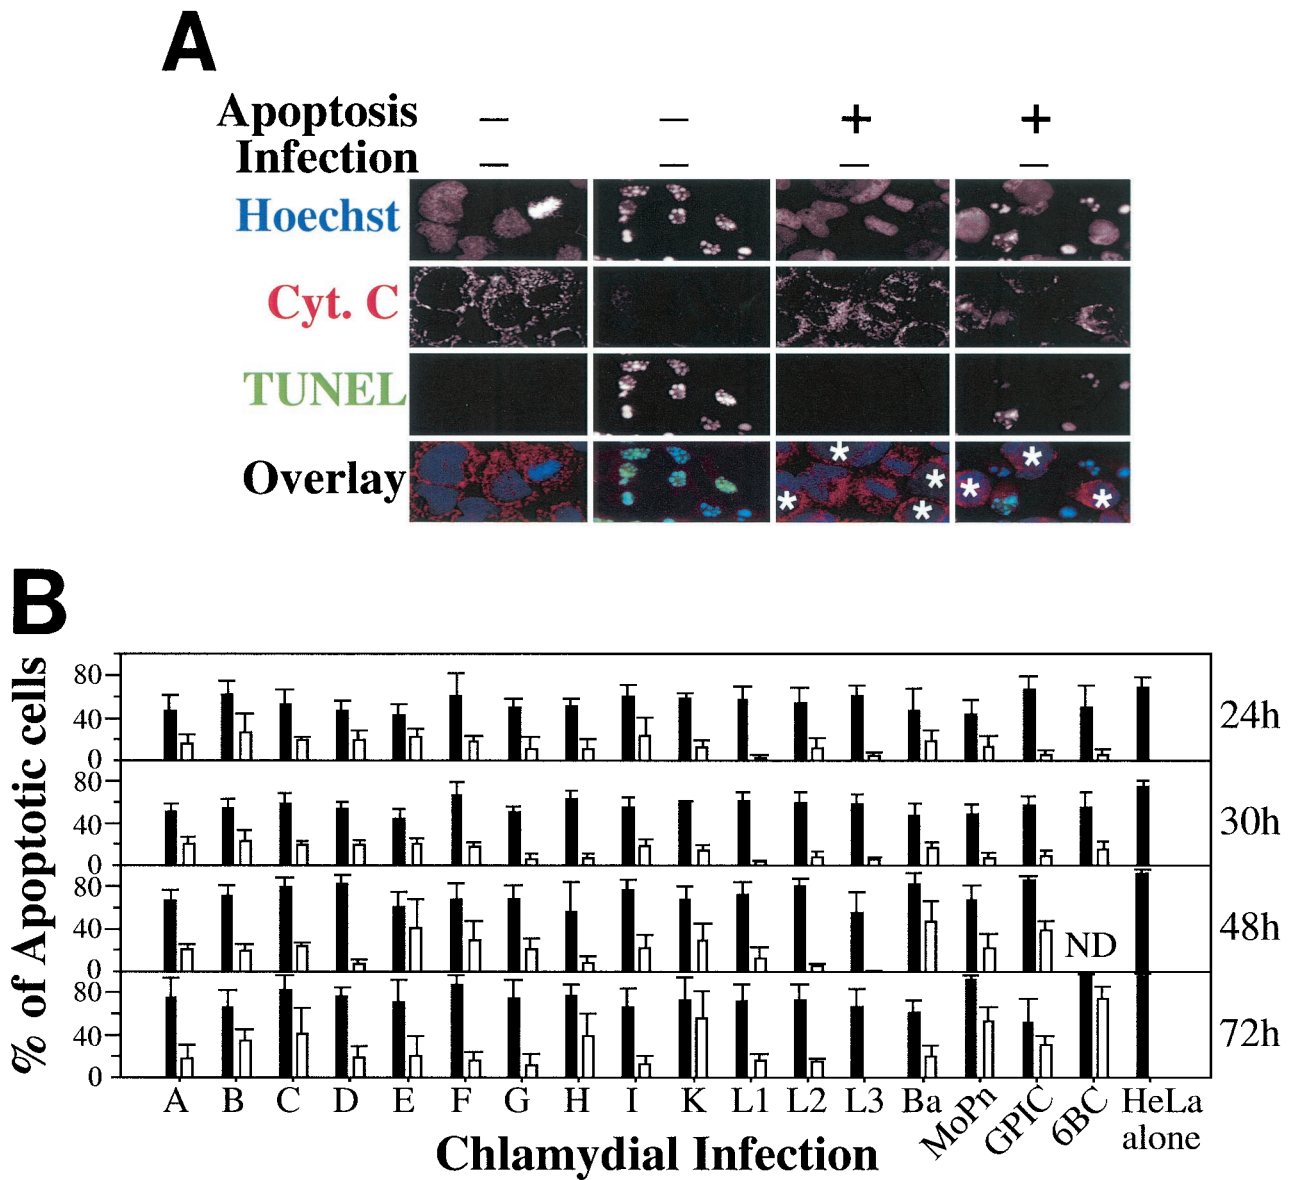 A
Apoptosis – – + +
Infection – – – –
Hoechst
Cyt. C
TUNEL
Overlay
* * * * * * *
B
% of Apoptotic cells
80
40
0
24h
80
40
0
30h
80
40
0
ND
48h
80
40
0
72h
A B C D E F G H I K L1 L2 L3 Ba MoPn GPIC 6BC HeLa alone
Chlamydial Infection